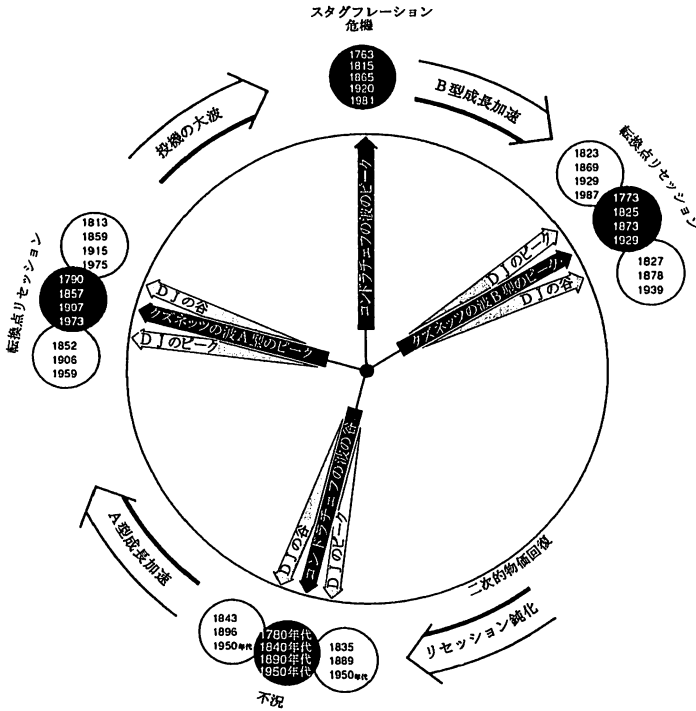 スタグフレーション
危機
1763
1815
1865
1920
1981
B型成長加速
転換点リセッション
1823
1869
1929
1987
1773
1825
1873
1929
1827
1878
1939
投機の大波
コンドラチェフの波のピーク
DJのピーク
クズネッツの波B型のピーク
DJの谷
転換点リセッション
1813
1859
1915
1975
1790
1857
1907
1973
1852
1906
1959
DJの谷
クズネッツの波A型のピーク
DJのピーク
DJの谷
コンドラチェフの波の谷
DJのピーク
A型成長加速
二次的物価回復
リセッション鈍化
1843
1896
1950年代
1780年代
1840年代
1890年代
1950年代
1835
1889
1950年代
不況